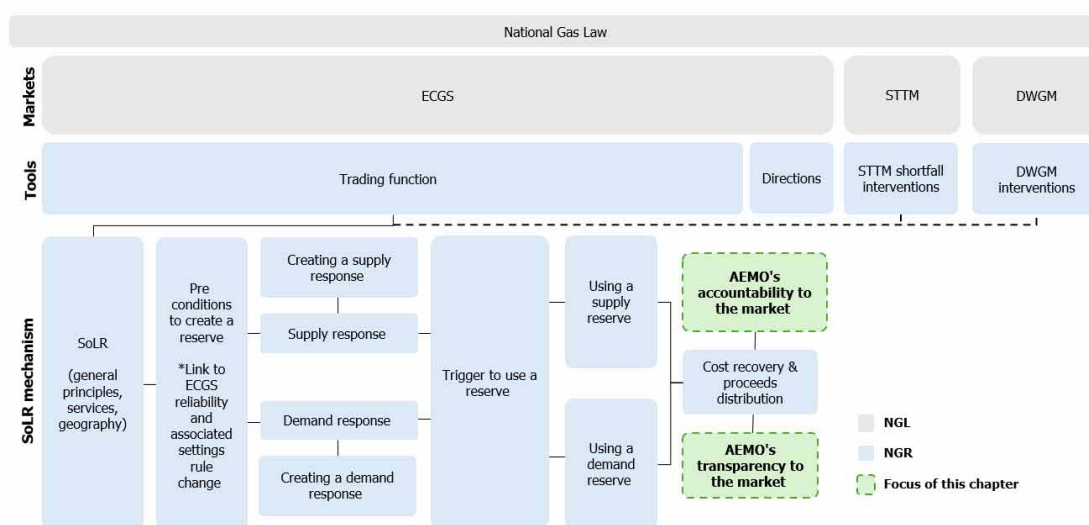 National Gas Law
Markets
ECGS
STTM
DWGM
Tools
Trading function
Directions
STTM shortfall
interventions
DWGM
interventions
SoLR mechanism
SoLR
(general
principles,
services,
geography)
Pre
conditions
to create a
reserve
*Link to
ECGS
reliability
and
associated
settings
rule
change
Creating a supply
response
Supply response
Demand response
Creating a demand
response
Trigger to use a
reserve
Using a
supply
reserve
Using a
demand
reserve
AEMO's
accountability to
the market
Cost recovery &
proceeds
distribution
AEMO's
transparency to
the market
NGL
NGR
Focus of this chapter